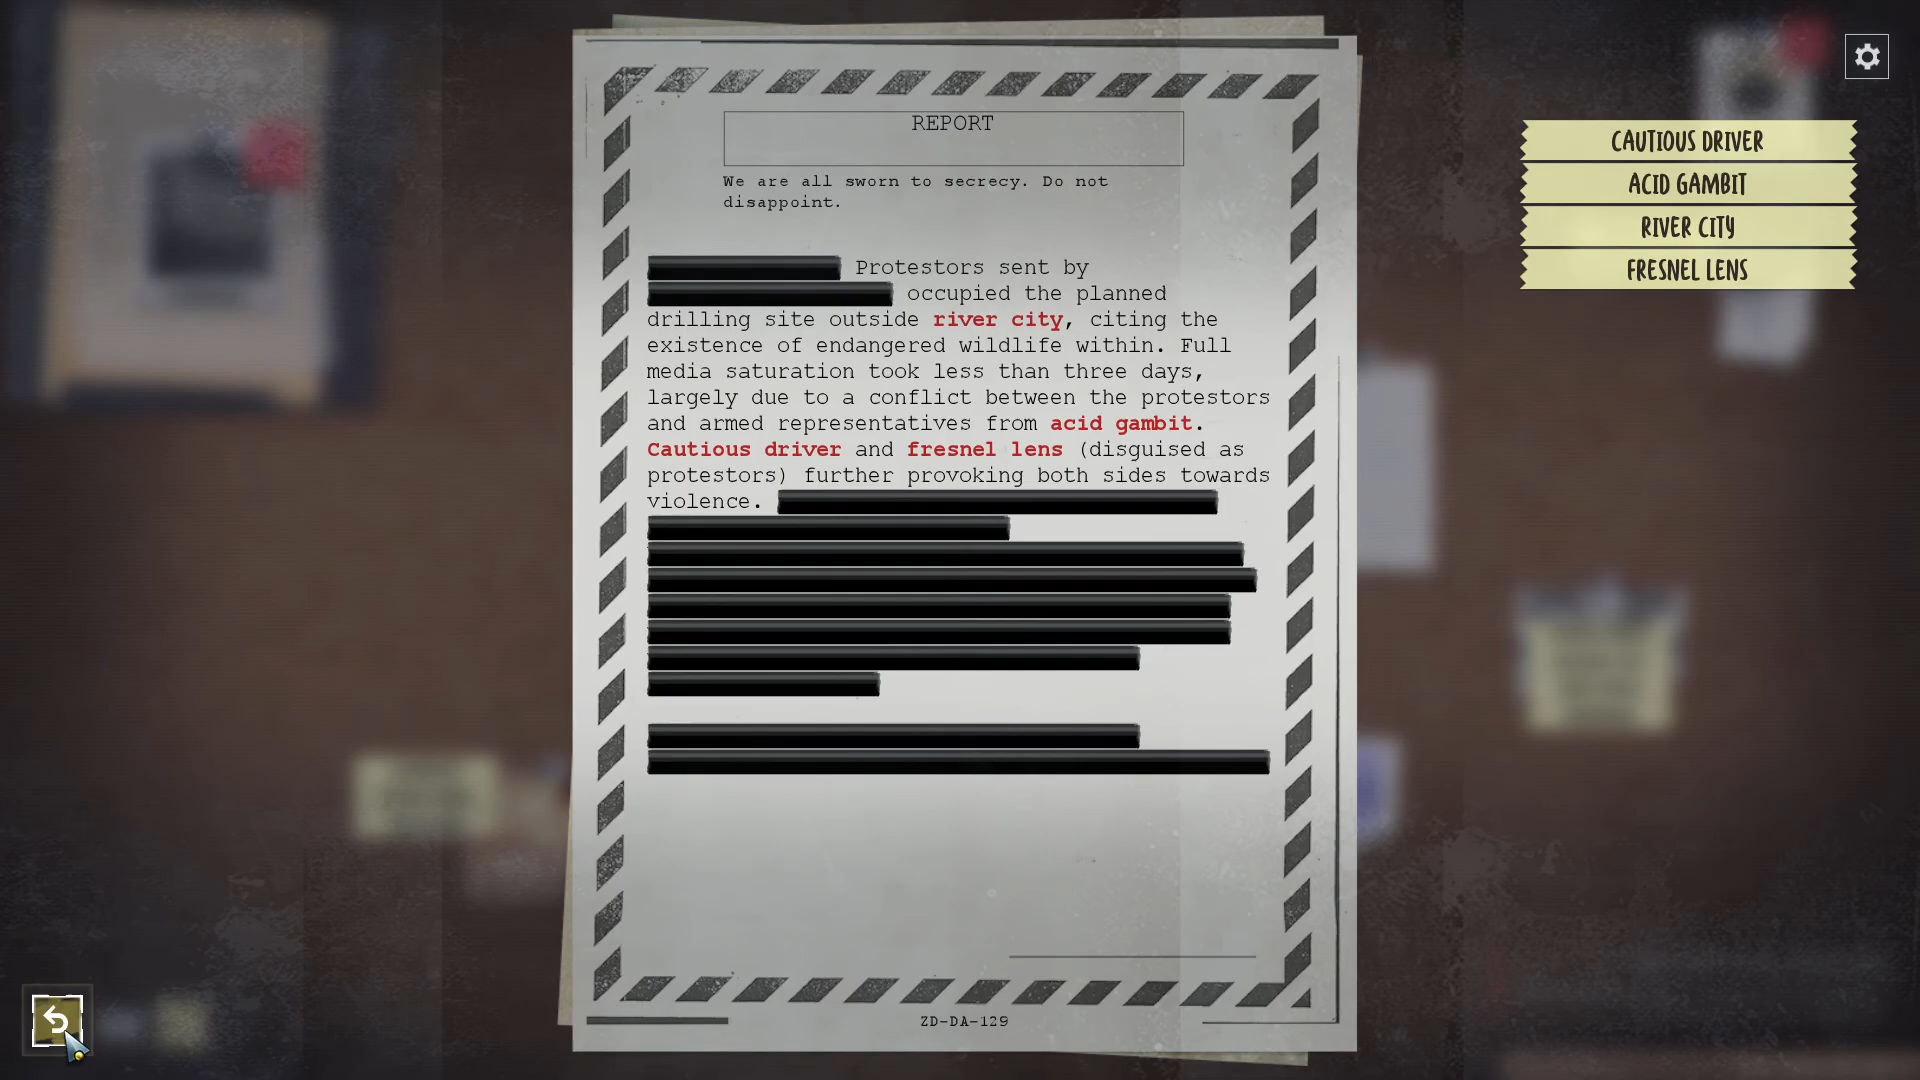 REPORT
We are all sworn to secrecy. Do not
disappoint.
Protestors sent by
occupied the planned
drilling site outside river city, citing the
existence of endangered wildlife within. Full
media saturation took less than three days,
largely due to a conflict between the protestors
and armed representatives from acid gambit.
Cautious driver and fresnel lens (disguised as
protestors) further provoking both sides towards
violence.
ZD-DA-129
CAUTIOUS DRIVER
ACID GAMBIT
RIVER CITY
FRESNEL LENS